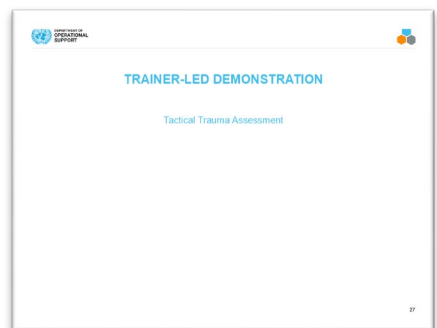 DEPARTMENT OF
OPERATIONAL
SUPPORT
TRAINER-LED DEMONSTRATION
Tactical Trauma Assessment
27